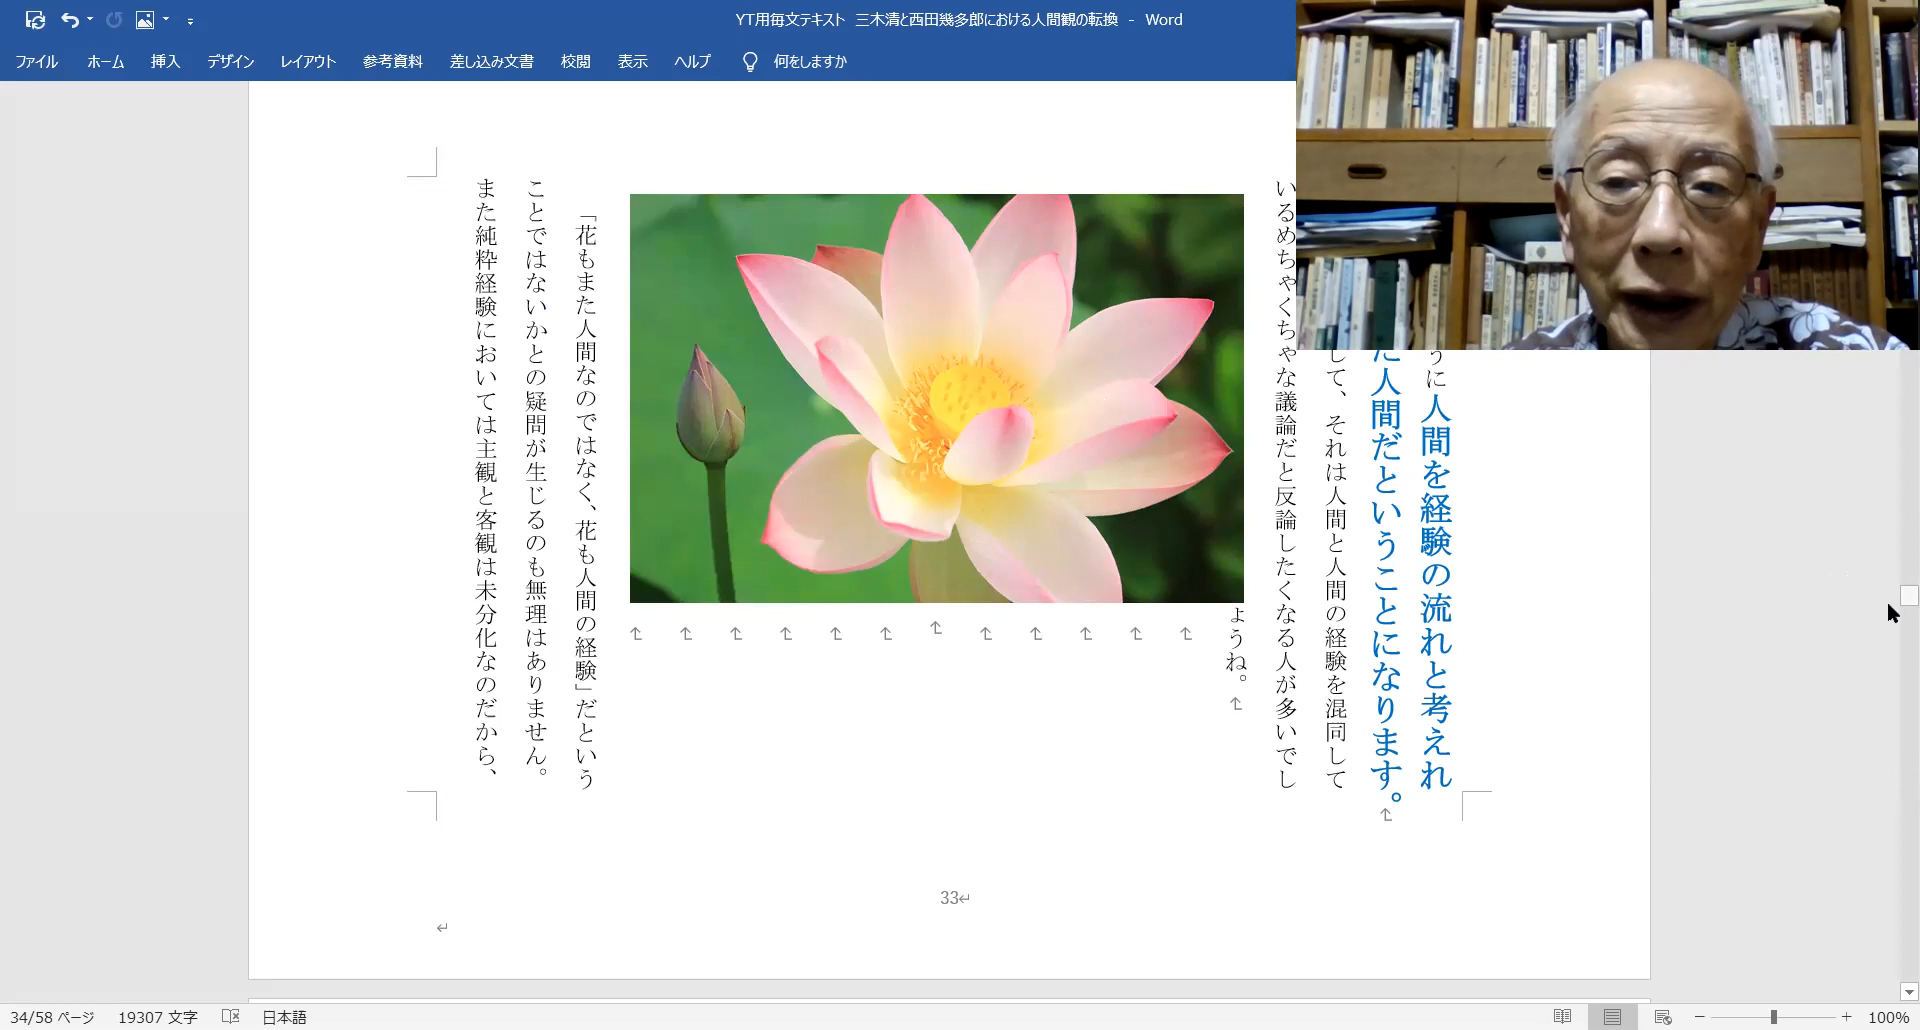 YT用毎文テキスト 三木清と西田幾多郎における人間観の転換 - Word
ファイル ホーム 挿入 デザイン レイアウト 参考資料 差し込み文書 校閲 表示 ヘルプ 何をしますか
うに人間を経験の流れと考えれ
た人間だということになります。
して、それは人間と人間の経験を混同して
いるめちゃくちゃな議論だと反論したくなる人が多いでし
ょうね。
「花もまた人間なのではなく、花も人間の経験」だという
ことではないかとの疑問が生じるのも無理はありません。
また純粋経験においては主観と客観は未分化なのだから、
33
34/58 ページ 19307 文字 日本語 100%